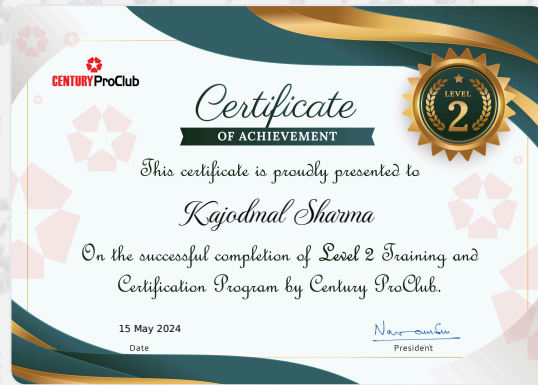 CENTURY ProClub
Certificate
OF ACHIEVEMENT
LEVEL
2
This certificate is proudly presented to
Kajodmal Sharma
On the successful completion of Level 2 Training and
Certification Program by Century ProClub.
15 May 2024
Date
President